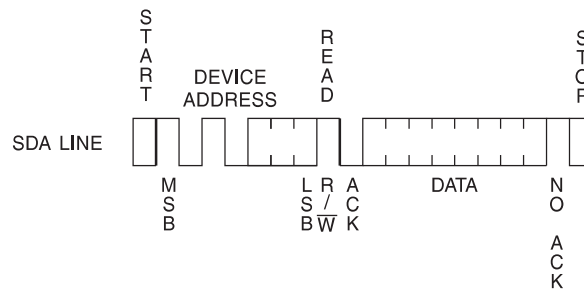 START
DEVICE
ADDRESS
READ
STOP
SDA LINE
MSB
LSB
R/W
ACK
DATA
NO ACK